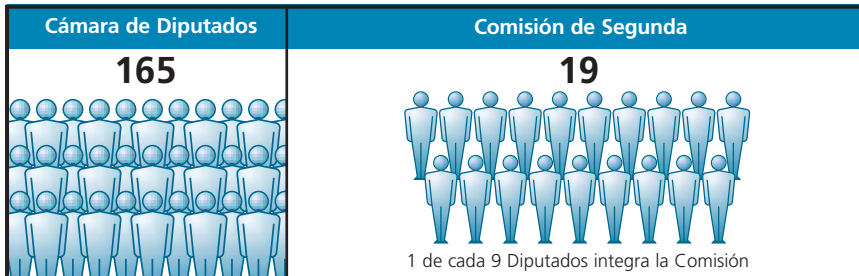 Cámara de Diputados
165
Comisión de Segunda
19
1 de cada 9 Diputados integra la Comisión